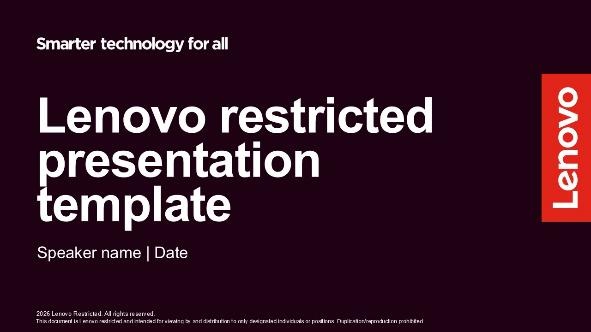 Smarter technology for all
Lenovo restricted
presentation
template
Speaker name | Date
Lenovo
2026 Lenovo Restricted. All rights reserved.
This document is Lenovo restricted and intended for viewing by and distribution to only designated individuals or positions. Duplication/reproduction prohibited